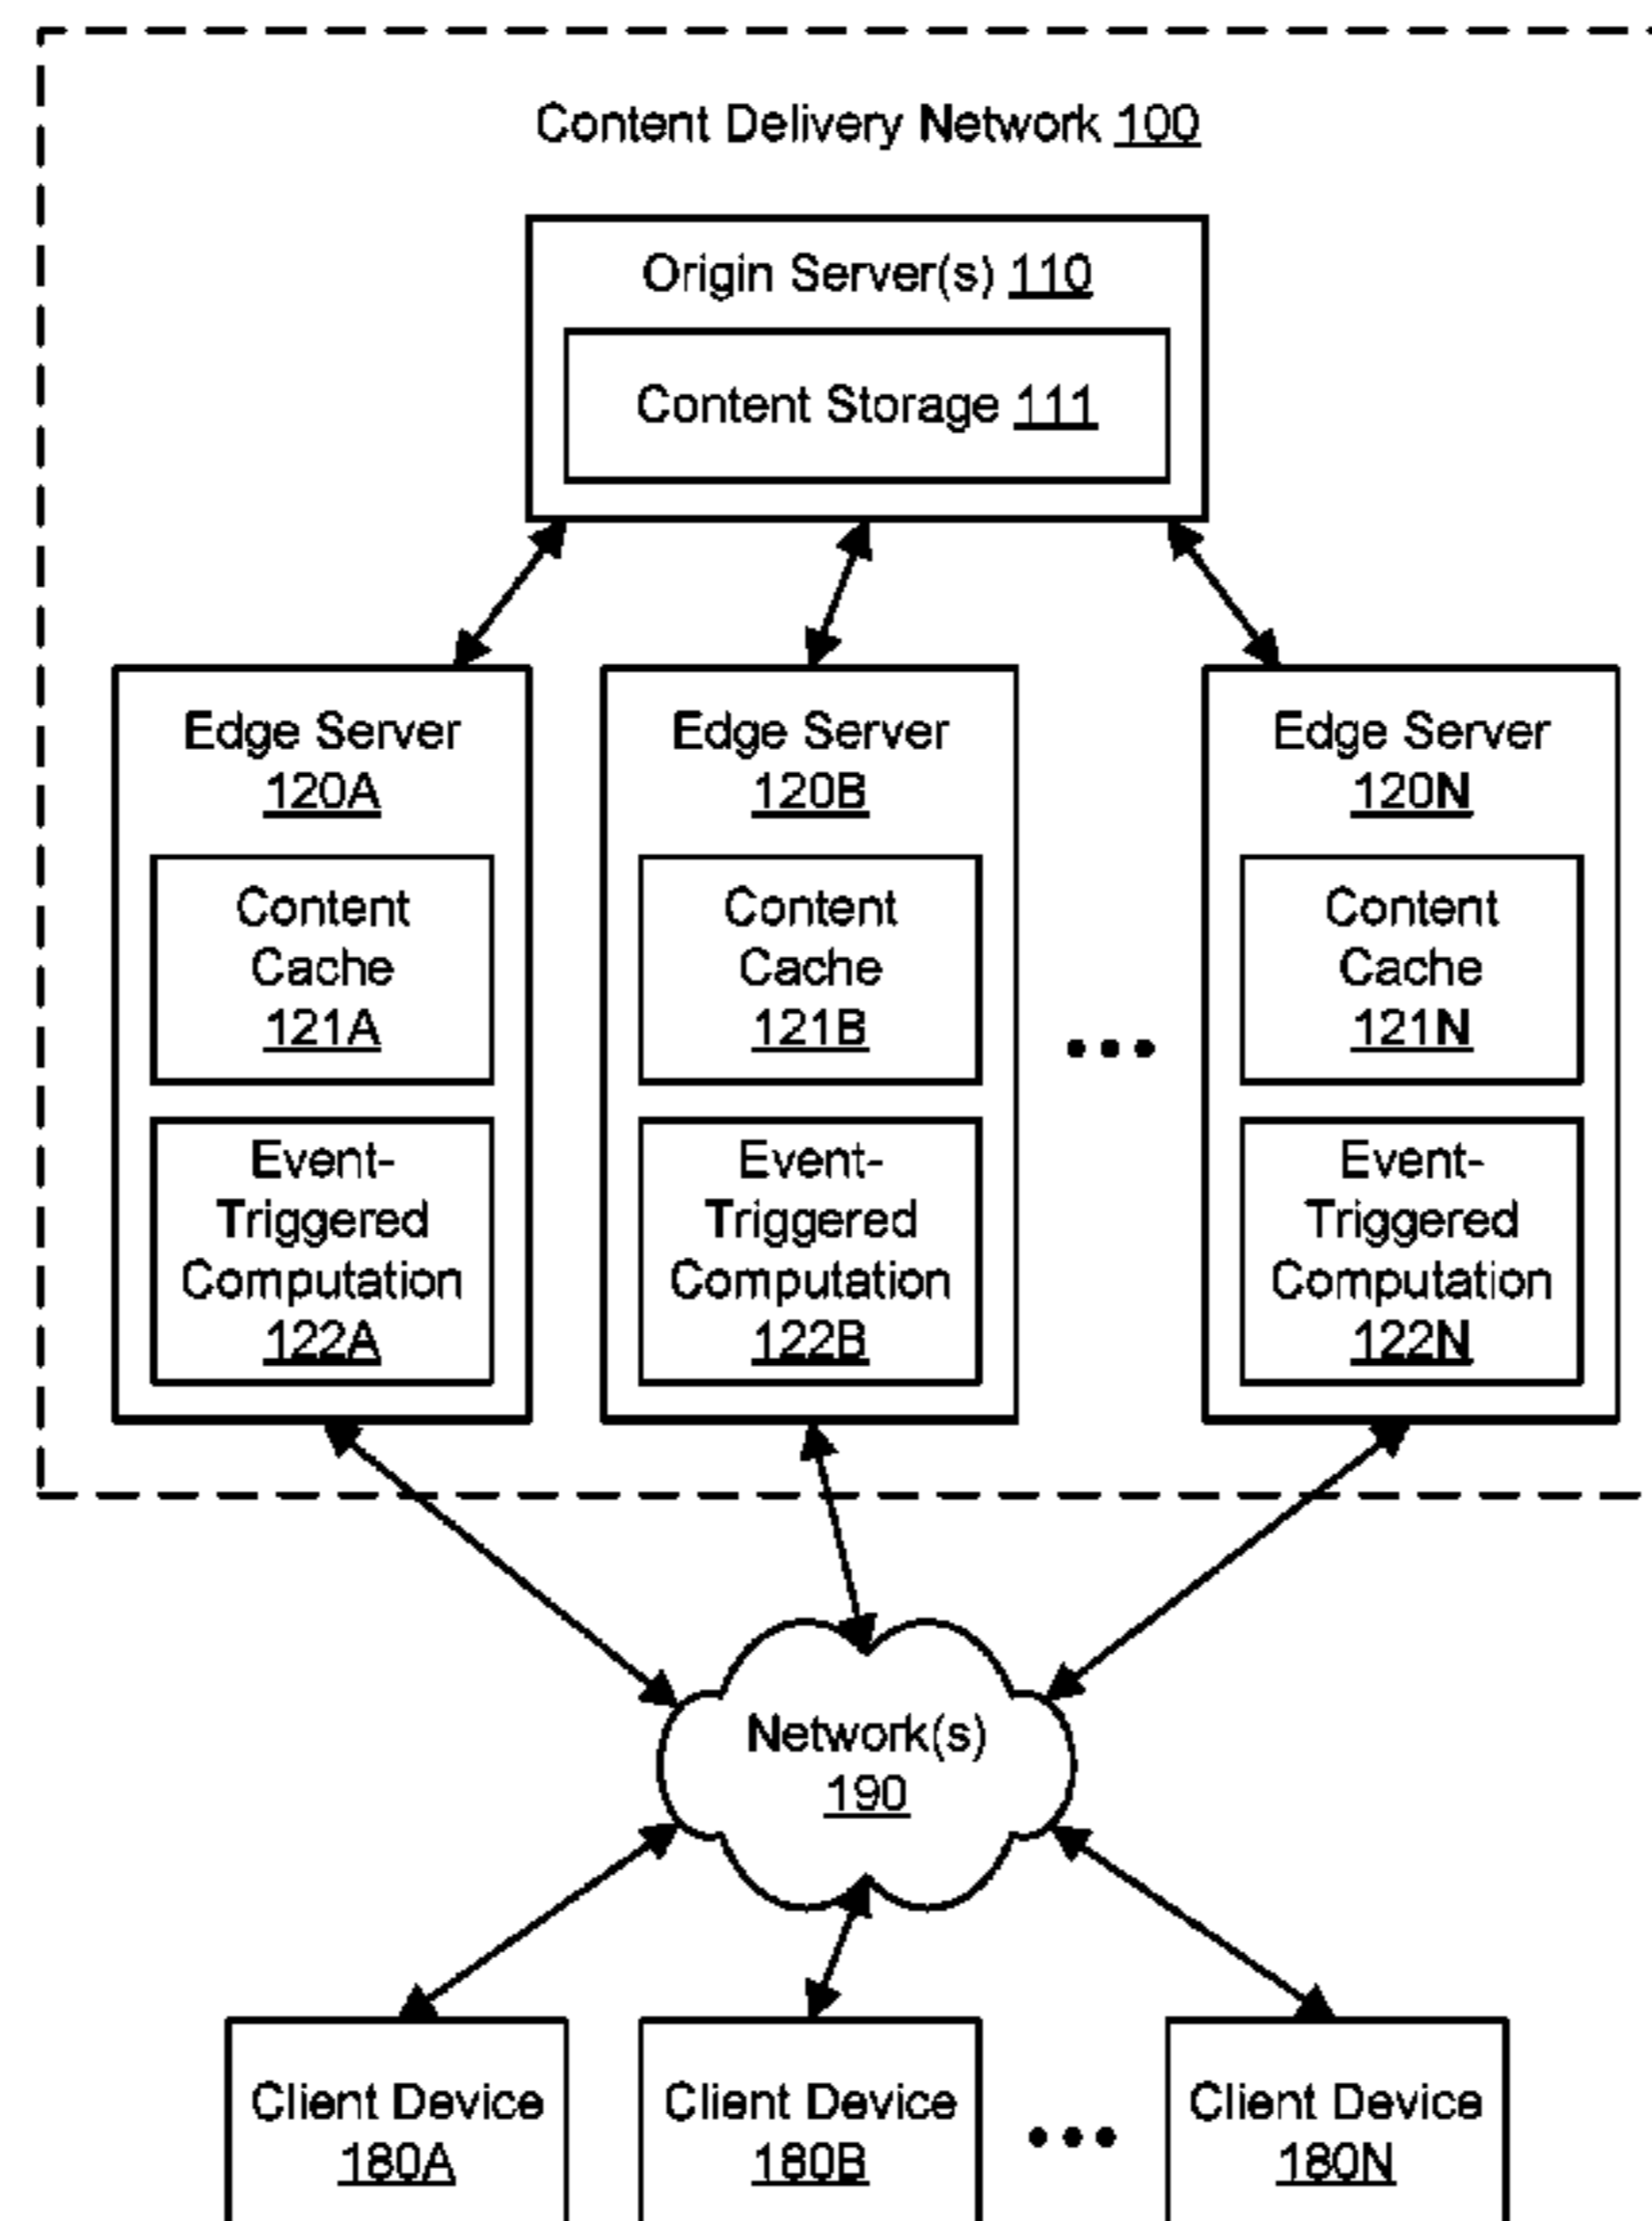 Content Delivery Network 100
Origin Server(s) 110
Content Storage 111
Edge Server
120A
Content
Cache
121A
Event-
Triggered
Computation
122A
Edge Server
120B
Content
Cache
121B
Event-
Triggered
Computation
122B
•••
Edge Server
120N
Content
Cache
121N
Event-
Triggered
Computation
122N
Network(s)
190
Client Device
180A
Client Device
180B
•••
Client Device
180N